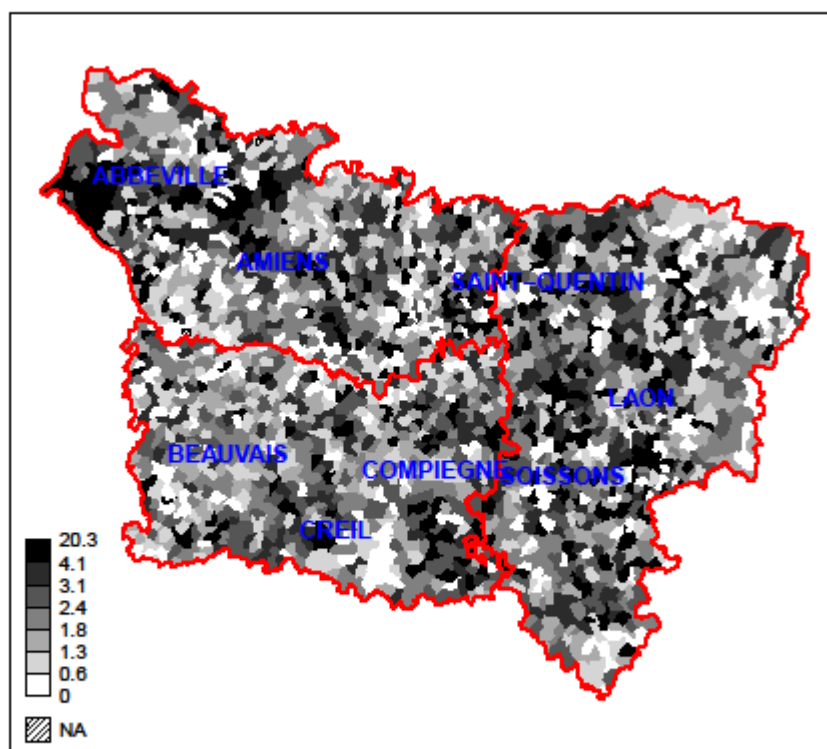 ABBEVILLE
AMIENS
SAINT-QUENTIN
LAON
BEAUVAIS
COMPIEGNE
SOISSONS
CREIL
20.3
4.1
3.1
2.4
1.8
1.3
0.6
0
NA